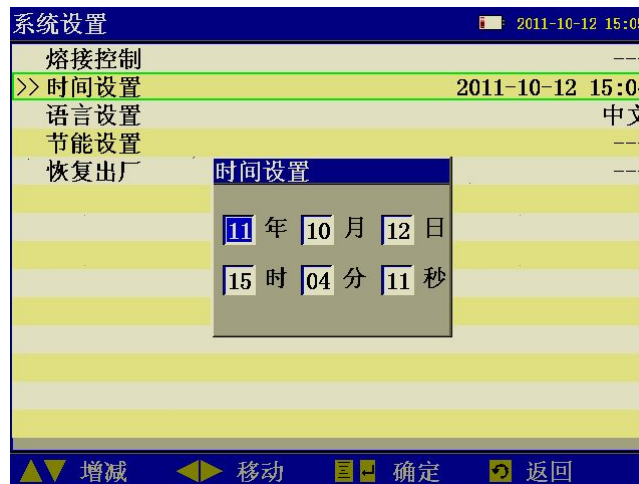 系统设置 2011-10-12 15:05
熔接控制 ---
>> 时间设置 2011-10-12 15:04
语言设置 中文
节能设置 ---
恢复出厂 ---
时间设置
11 年 10 月 12 日
15 时 04 分 11 秒
增减 移动 确定 返回